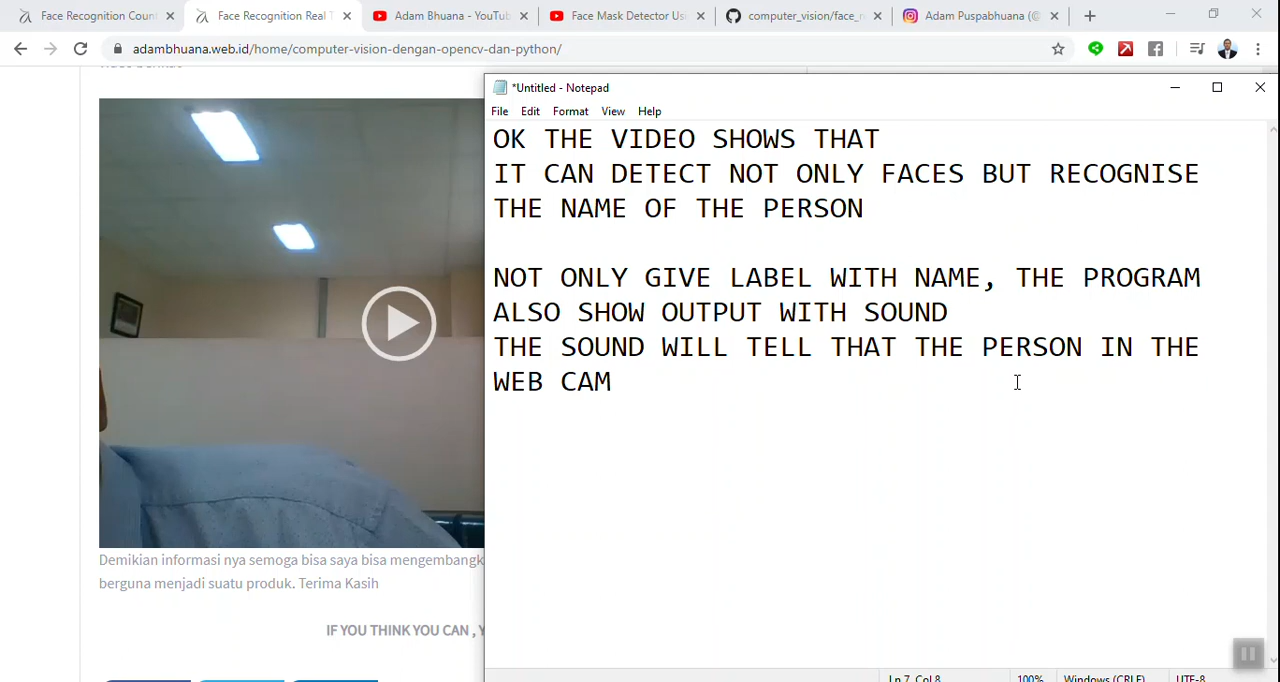 Face Recognition Coun
Face Recognition Real T
Adam Bhuana - YouTub
Face Mask Detector Us
computer_vision/face_r
Adam Puspabhuana (@
adambhuana.web.id/home/computer-vision-dengan-opencv-dan-python/
*Untitled - Notepad
File Edit Format View Help
OK THE VIDEO SHOWS THAT
IT CAN DETECT NOT ONLY FACES BUT RECOGNISE
THE NAME OF THE PERSON
NOT ONLY GIVE LABEL WITH NAME, THE PROGRAM
ALSO SHOW OUTPUT WITH SOUND
THE SOUND WILL TELL THAT THE PERSON IN THE
WEB CAM
Demikian informasi nya semoga bisa saya bisa mengembangk
berguna menjadi suatu produk. Terima Kasih
IF YOU THINK YOU CAN , Y
Ln 7, Col 8 100% Windows (CRLF) UTF-8